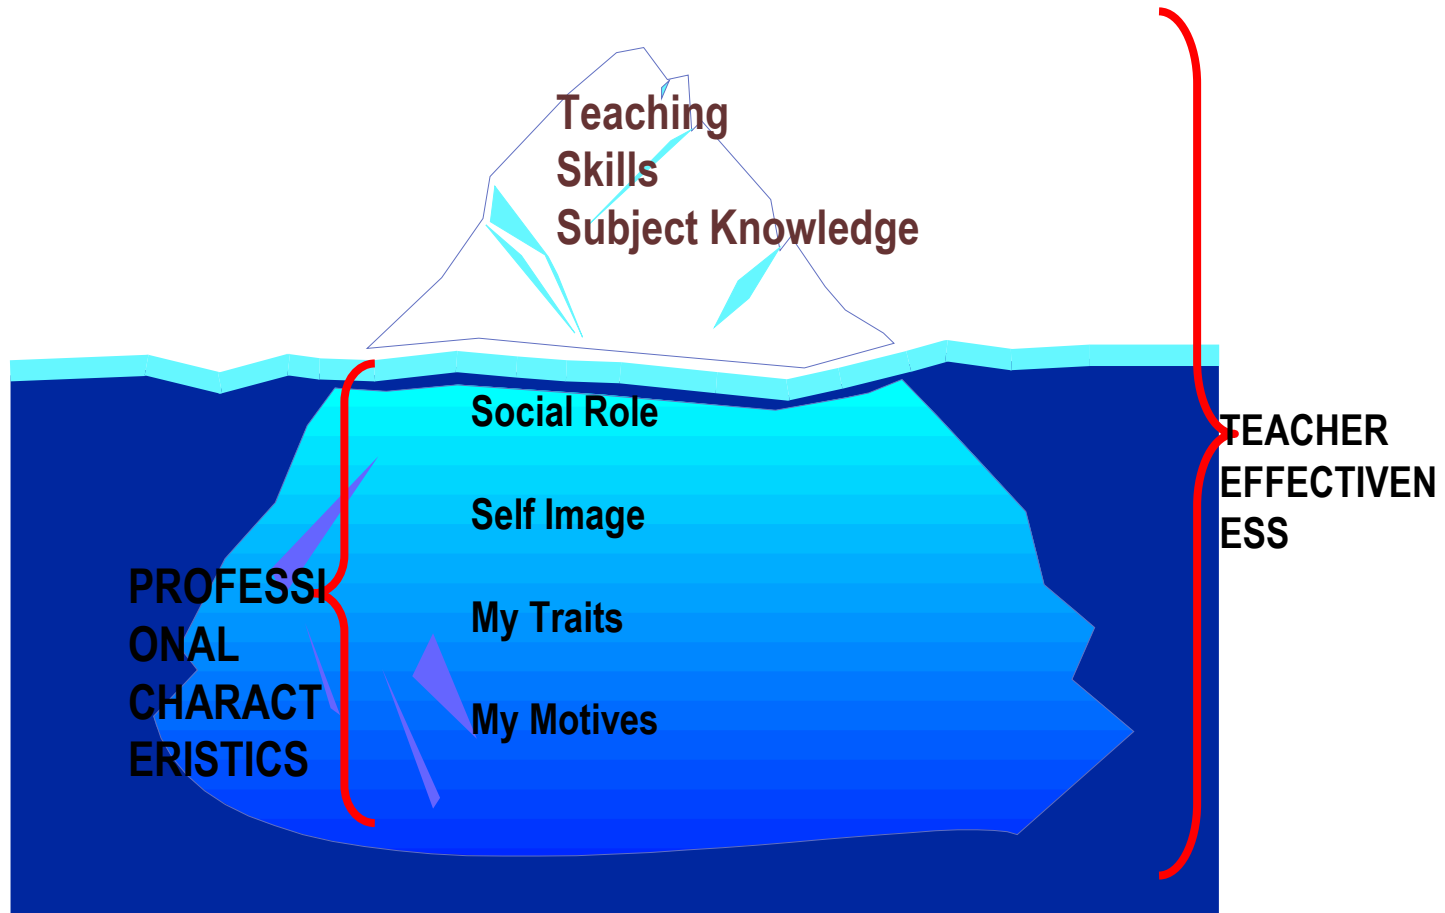 Teaching
Skills
Subject Knowledge
Social Role
Self Image
My Traits
My Motives
PROFESSI
ONAL
CHARACT
ERISTICS
TEACHER
EFFECTIVEN
ESS